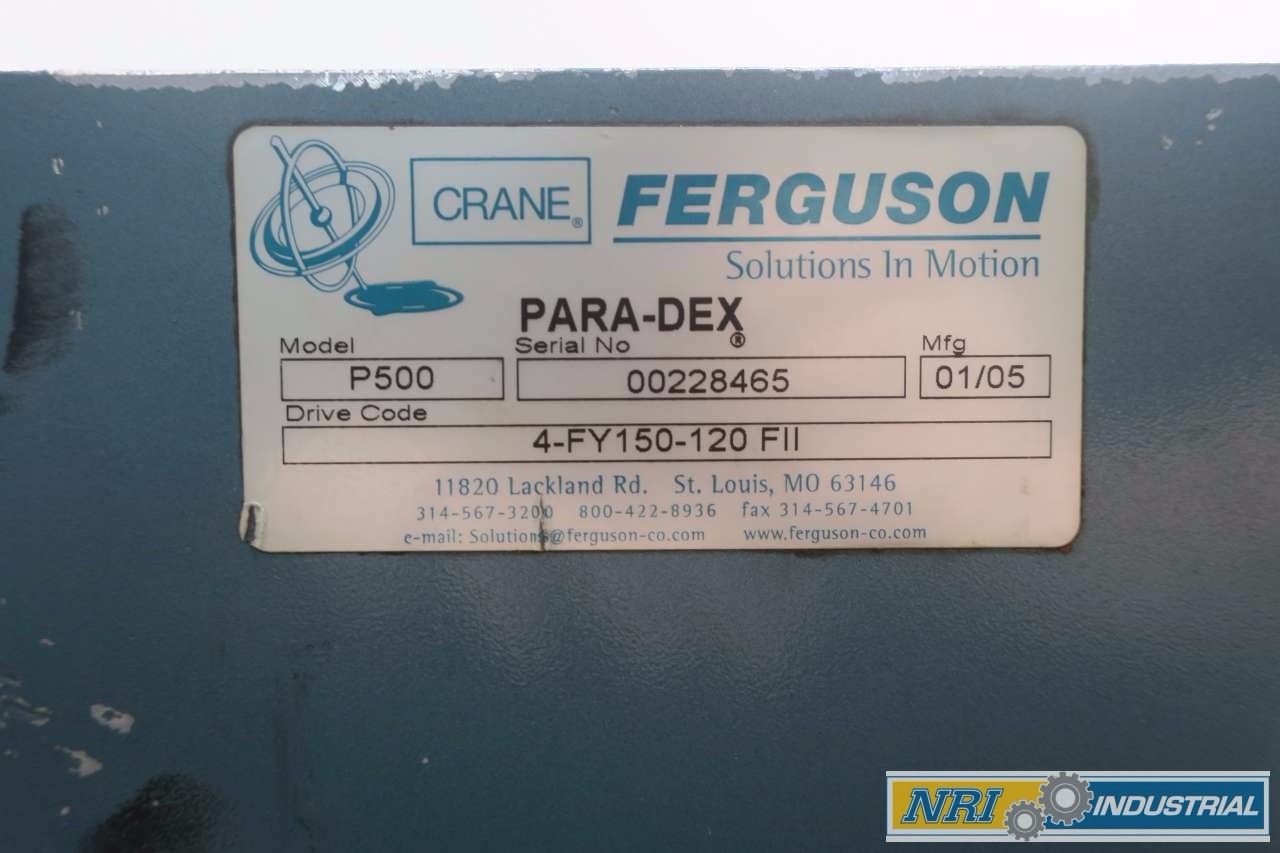 CRANE® FERGUSON
Solutions In Motion
PARA-DEX®
Model Serial No Mfg
P500 00228465 01/05
Drive Code
4-FY150-120 FII
11820 Lackland Rd. St. Louis, MO 63146
314-567-3200 800-422-8936 fax 314-567-4701
e-mail: Solutions@ferguson-co.com www.ferguson-co.com
NRI INDUSTRIAL